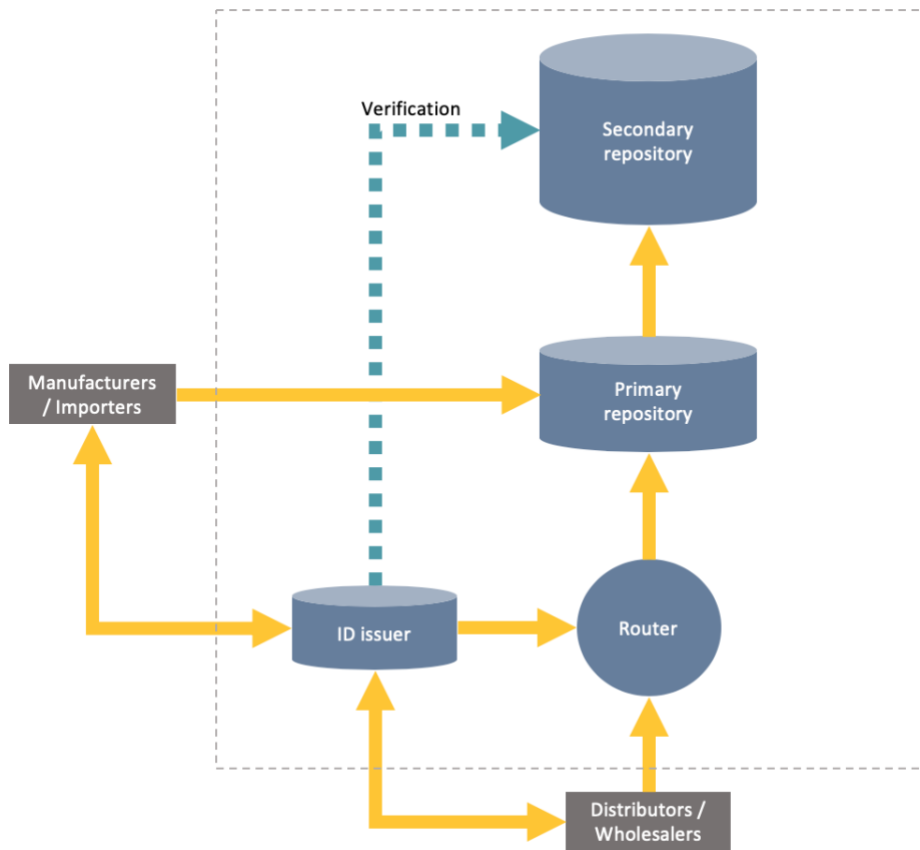 Verification
Secondary
repository
Manufacturers
/ Importers
Primary
repository
ID issuer
Router
Distributors /
Wholesalers